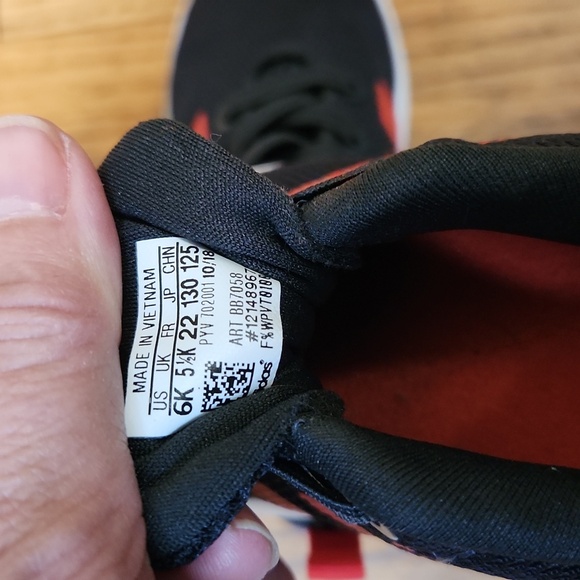 MADE IN VIETNAM
US UK FR JP CHN
6K 5½K 22 130 125
PYV 702001 10/18
ART BB7058